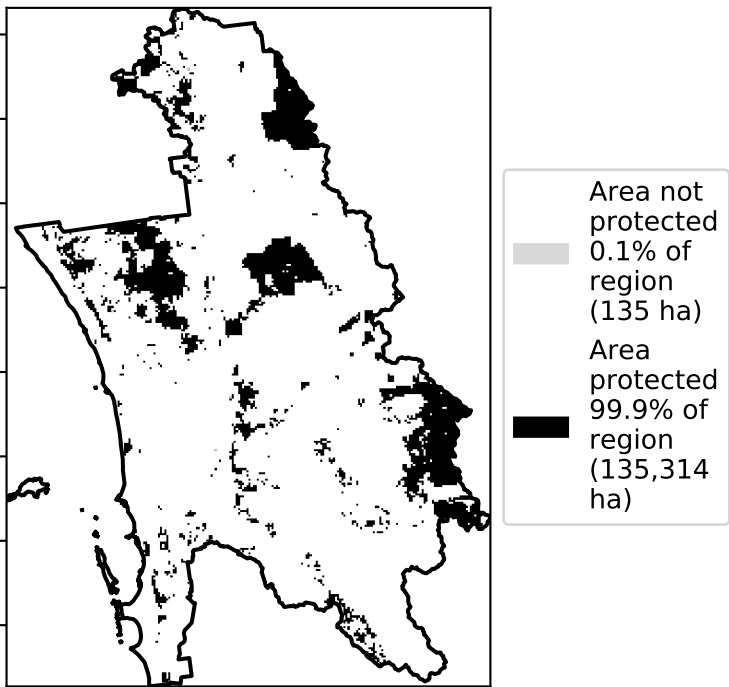 Area not
protected
0.1% of
region
(135 ha)
Area
protected
99.9% of
region
(135,314
ha)